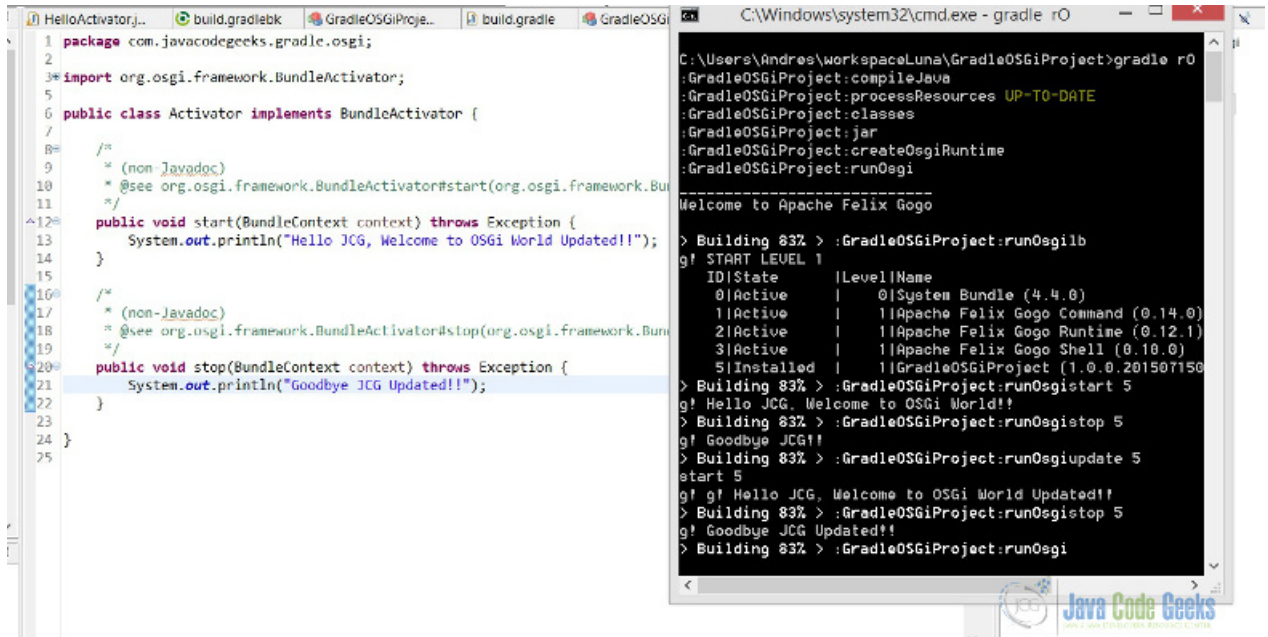 HelloActivator.j...
build.gradlebk
GradleOSGiProje...
build.gradle
GradleOSGi
1 package com.javacodegeeks.gradle.osgi;
2
3 import org.osgi.framework.BundleActivator;
5
6 public class Activator implements BundleActivator {
7
8 /*
9 * (non-Javadoc)
10 * @see org.osgi.framework.BundleActivator#start(org.osgi.framework.Bu
11 */
12 public void start(BundleContext context) throws Exception {
13 System.out.println("Hello JCG, Welcome to OSGi World Updated!!");
14 }
15
16 /*
17 * (non-Javadoc)
18 * @see org.osgi.framework.BundleActivator#stop(org.osgi.framework.Bun
19 */
20 public void stop(BundleContext context) throws Exception {
21 System.out.println("Goodbye JCG Updated!!");
22 }
23
24 }
25
C:\Windows\system32\cmd.exe - gradle rO
C:\Users\Andres\workspaceLuna\GradleOSGiProject>gradle rO
:GradleOSGiProject:compileJava
:GradleOSGiProject:processResources UP-TO-DATE
:GradleOSGiProject:classes
:GradleOSGiProject:jar
:GradleOSGiProject:createOsgiRuntime
:GradleOSGiProject:runOsgi
____________________________
Welcome to Apache Felix Gogo
> Building 83% > :GradleOSGiProject:runOsgilb
g! START LEVEL 1
ID|State |Level|Name
0|Active | 0|System Bundle (4.4.0)
1|Active | 1|Apache Felix Gogo Command (0.14.0)
2|Active | 1|Apache Felix Gogo Runtime (0.12.1)
3|Active | 1|Apache Felix Gogo Shell (0.10.0)
5|Installed | 1|GradleOSGiProject (1.0.0.201507150
> Building 83% > :GradleOSGiProject:runOsgistart 5
g! Hello JCG, Welcome to OSGi World!!
> Building 83% > :GradleOSGiProject:runOsgistop 5
g! Goodbye JCG!!
> Building 83% > :GradleOSGiProject:runOsgiupdate 5
start 5
g! g! Hello JCG, Welcome to OSGi World Updated!!
> Building 83% > :GradleOSGiProject:runOsgistop 5
g! Goodbye JCG Updated!!
> Building 83% > :GradleOSGiProject:runOsgi
Java Code Geeks